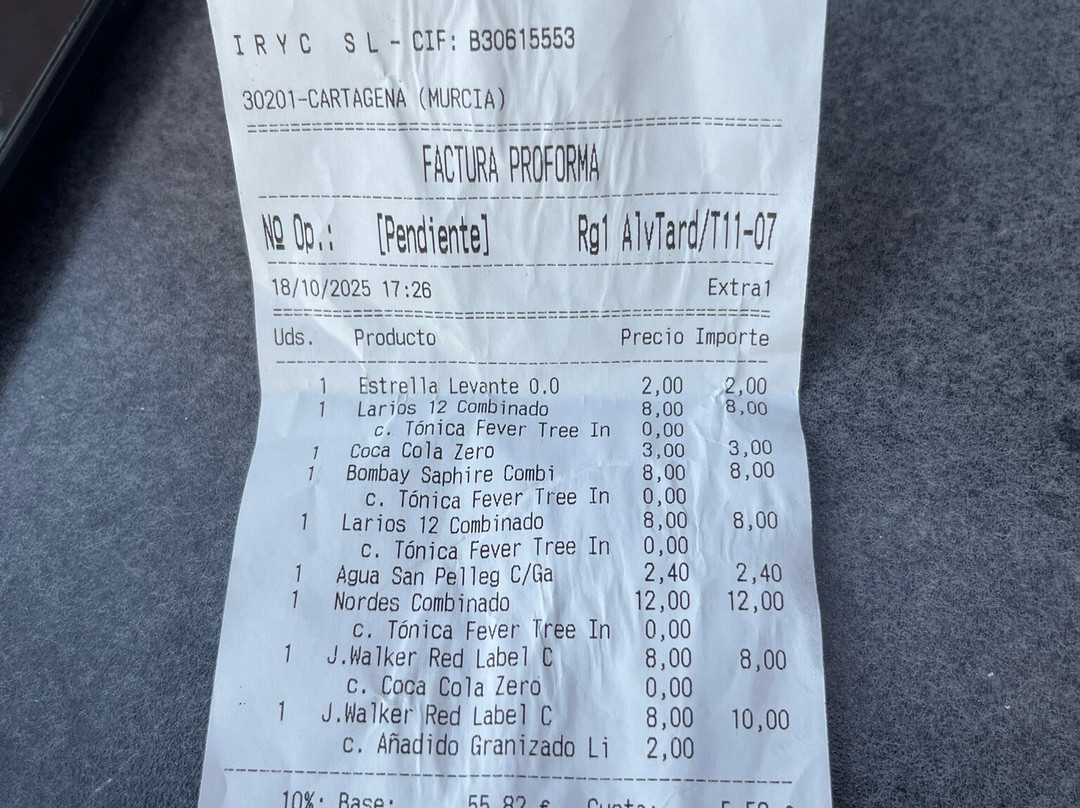 IRYC SL - CIF: B30615553
30201-CARTAGENA (MURCIA)
FACTURA PROFORMA
Nº Op.: [Pendiente] Rg1 AlvTard/T11-07
18/10/2025 17:26 Extra1
Uds. Producto Precio Importe
1 Estrella Levante 0.0 2,00 2,00
1 Larios 12 Combinado 8,00 8,00
c. Tónica Fever Tree In 0,00
1 Coca Cola Zero 3,00 3,00
1 Bombay Saphire Combi 8,00 8,00
c. Tónica Fever Tree In 0,00
1 Larios 12 Combinado 8,00 8,00
c. Tónica Fever Tree In 0,00
1 Agua San Pelleg C/Ga 2,40 2,40
1 Nordes Combinado 12,00 12,00
c. Tónica Fever Tree In 0,00
1 J.Walker Red Label C 8,00 8,00
c. Coca Cola Zero 0,00
1 J.Walker Red Label C 8,00 10,00
c. Añadido Granizado Li 2,00
10%: Base: 55,82 €